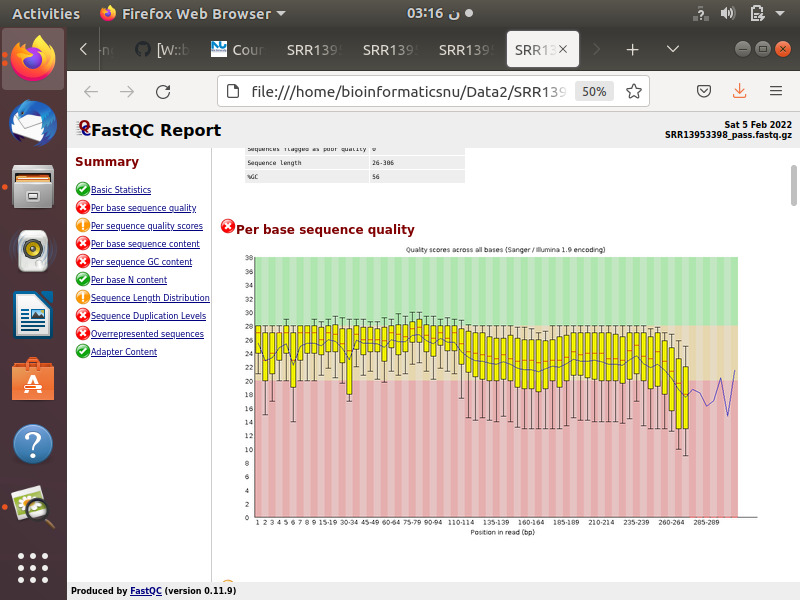 Activities Firefox Web Browser 03:16 ن
[W::b Cour SRR139 SRR139 SRR139 SRR13
file:///home/bioinformaticsnu/Data2/SRR139 50%
FastQC Report
Sat 5 Feb 2022
SRR13953398_pass.fastq.gz
Summary
Basic Statistics
Per base sequence quality
Per sequence quality scores
Per base sequence content
Per sequence GC content
Per base N content
Sequence Length Distribution
Sequence Duplication Levels
Overrepresented sequences
Adapter Content
Sequences flagged as poor quality 0
Sequence length 26-306
%GC 56
Per base sequence quality
Quality scores across all bases (Sanger / Illumina 1.9 encoding)
38
36
34
32
30
28
26
24
22
20
18
16
14
12
10
8
6
4
2
0
1 2 3 4 5 6 7 8 9 15-19 30-34 45-49 60-64 75-79 90-94 110-114 135-139 160-164 185-189 210-214 235-239 260-264 285-289
Position in read (bp)
Produced by FastQC (version 0.11.9)